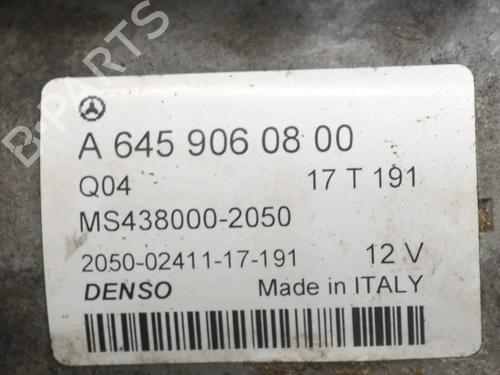 A 645 906 08 00
Q04 17 T 191
MS438000-2050
2050-02411-17-191 12 V
DENSO Made in ITALY
B-PARTS